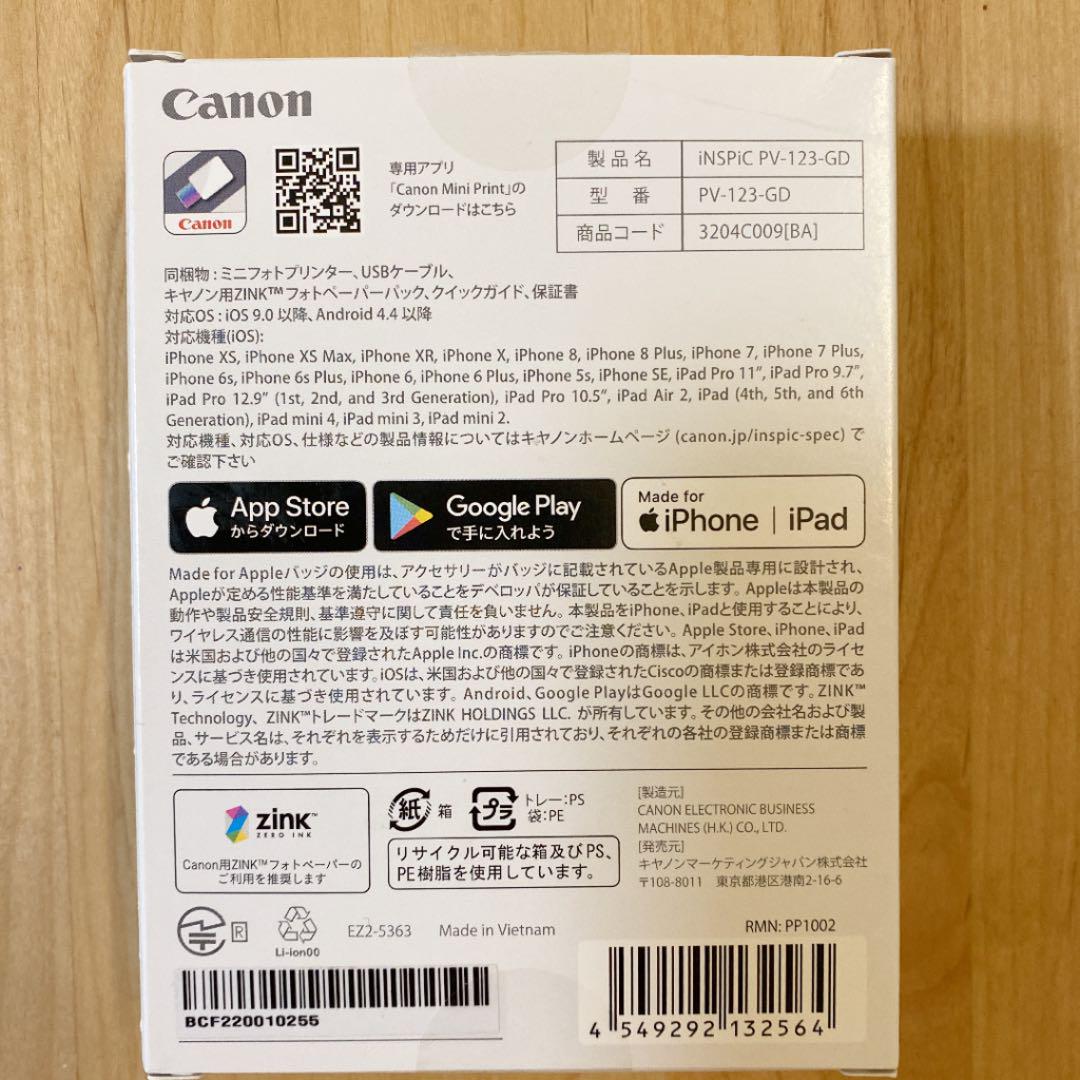 Canon
Canon
専用アプリ
「Canon Mini Print」の
ダウンロードはこちら
製品名 iNSPiC PV-123-GD
型 番 PV-123-GD
商品コード 3204C009[BA]
同梱物 : ミニフォトプリンター、USBケーブル、
キヤノン用ZINK™フォトペーパーパック、クイックガイド、保証書
対応OS : iOS 9.0 以降、Android 4.4 以降
対応機種(iOS):
iPhone XS, iPhone XS Max, iPhone XR, iPhone X, iPhone 8, iPhone 8 Plus, iPhone 7, iPhone 7 Plus,
iPhone 6s, iPhone 6s Plus, iPhone 6, iPhone 6 Plus, iPhone 5s, iPhone SE, iPad Pro 11”, iPad Pro 9.7”,
iPad Pro 12.9” (1st, 2nd, and 3rd Generation), iPad Pro 10.5”, iPad Air 2, iPad (4th, 5th, and 6th
Generation), iPad mini 4, iPad mini 3, iPad mini 2.
対応機種、対応OS、仕様などの製品情報についてはキヤノンホームページ (canon.jp/inspic-spec) で
ご確認下さい
App Store
からダウンロード
Google Play
で手に入れよう
Made for
iPhone | iPad
Made for Appleバッジの使用は、アクセサリーがバッジに記載されているApple製品専用に設計され、
Appleが定める性能基準を満たしていることをデベロッパが保証していることを示します。Appleは本製品の
動作や製品安全規則、基準遵守に関して責任を負いません。本製品をiPhone、iPadと使用することにより、
ワイヤレス通信の性能に影響を及ぼす可能性がありますのでご注意ください。Apple Store、iPhone、iPad
は米国および他の国々で登録されたApple Inc.の商標です。iPhoneの商標は、アイホン株式会社のライセ
ンスに基づき使用されています。iOSは、米国および他の国々で登録されたCiscoの商標または登録商標であ
り、ライセンスに基づき使用されています。Android、Google PlayはGoogle LLCの商標です。ZINK™
Technology、ZINK™トレードマークはZINK HOLDINGS LLC. が所有しています。その他の会社名および製
品、サービス名は、それぞれを表示するためだけに引用されており、それぞれの各社の登録商標または商標
である場合があります。
ZINK™
ZERO INK
Canon用ZINK™フォトペーパーの
ご利用を推奨します
紙 箱
プラ トレー:PS
袋:PE
リサイクル可能な箱及びPS、
PE樹脂を使用しています。
[製造元]
CANON ELECTRONIC BUSINESS
MACHINES (H.K.) CO., LTD.
[発売元]
キヤノンマーケティングジャパン株式会社
〒108-8011 東京都港区港南2-16-6
R
Li-ion00
EZ2-5363
Made in Vietnam
RMN: PP1002
BCF220010255
4 549292 132564